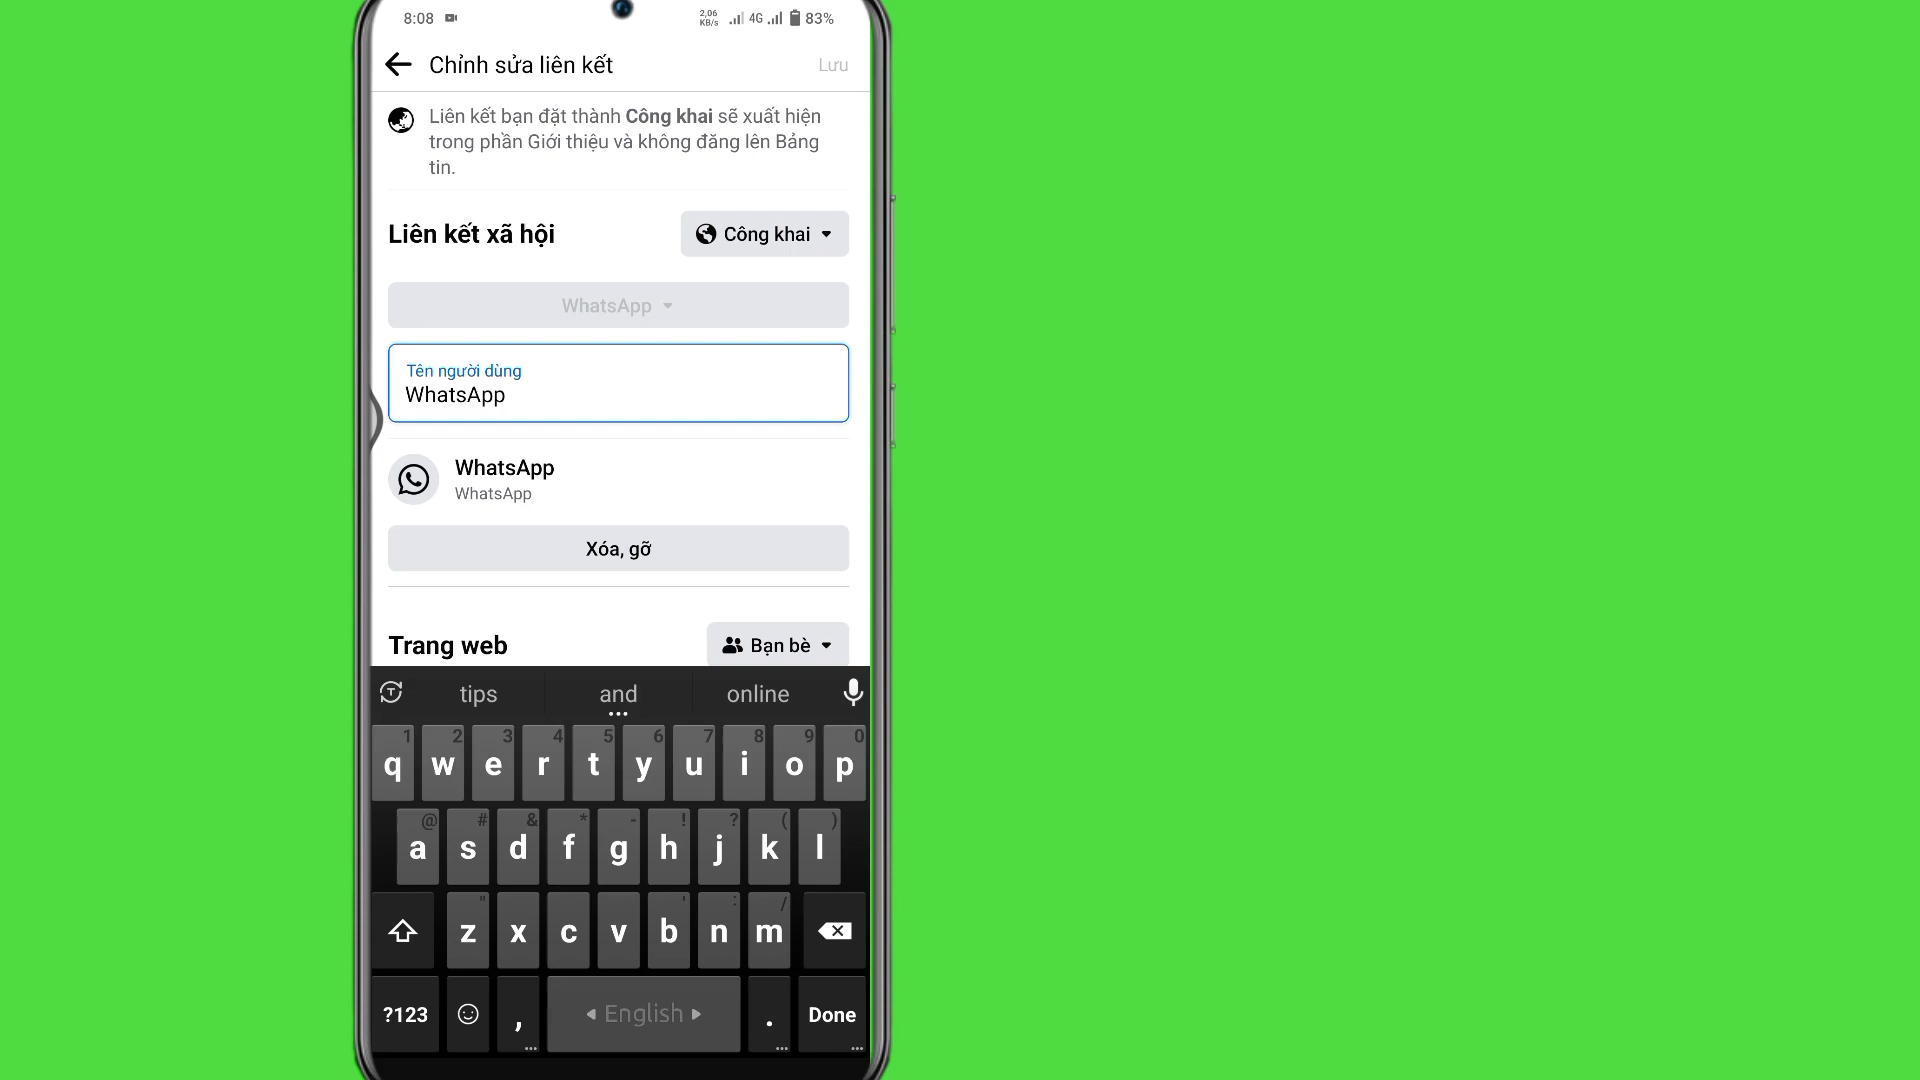 8:08 2,06 KB/s 4G 83%
Chỉnh sửa liên kết Lưu
Liên kết bạn đặt thành Công khai sẽ xuất hiện
trong phần Giới thiệu và không đăng lên Bảng
tin.
Liên kết xã hội Công khai
WhatsApp
Tên người dùng
WhatsApp
WhatsApp
WhatsApp
Xóa, gỡ
Trang web Bạn bè
tips and online
1 2 3 4 5 6 7 8 9 0
q w e r t y u i o p
@ # & * - ! ? ( )
a s d f g h j k l
" ' : /
z x c v b n m
?123 , English . Done